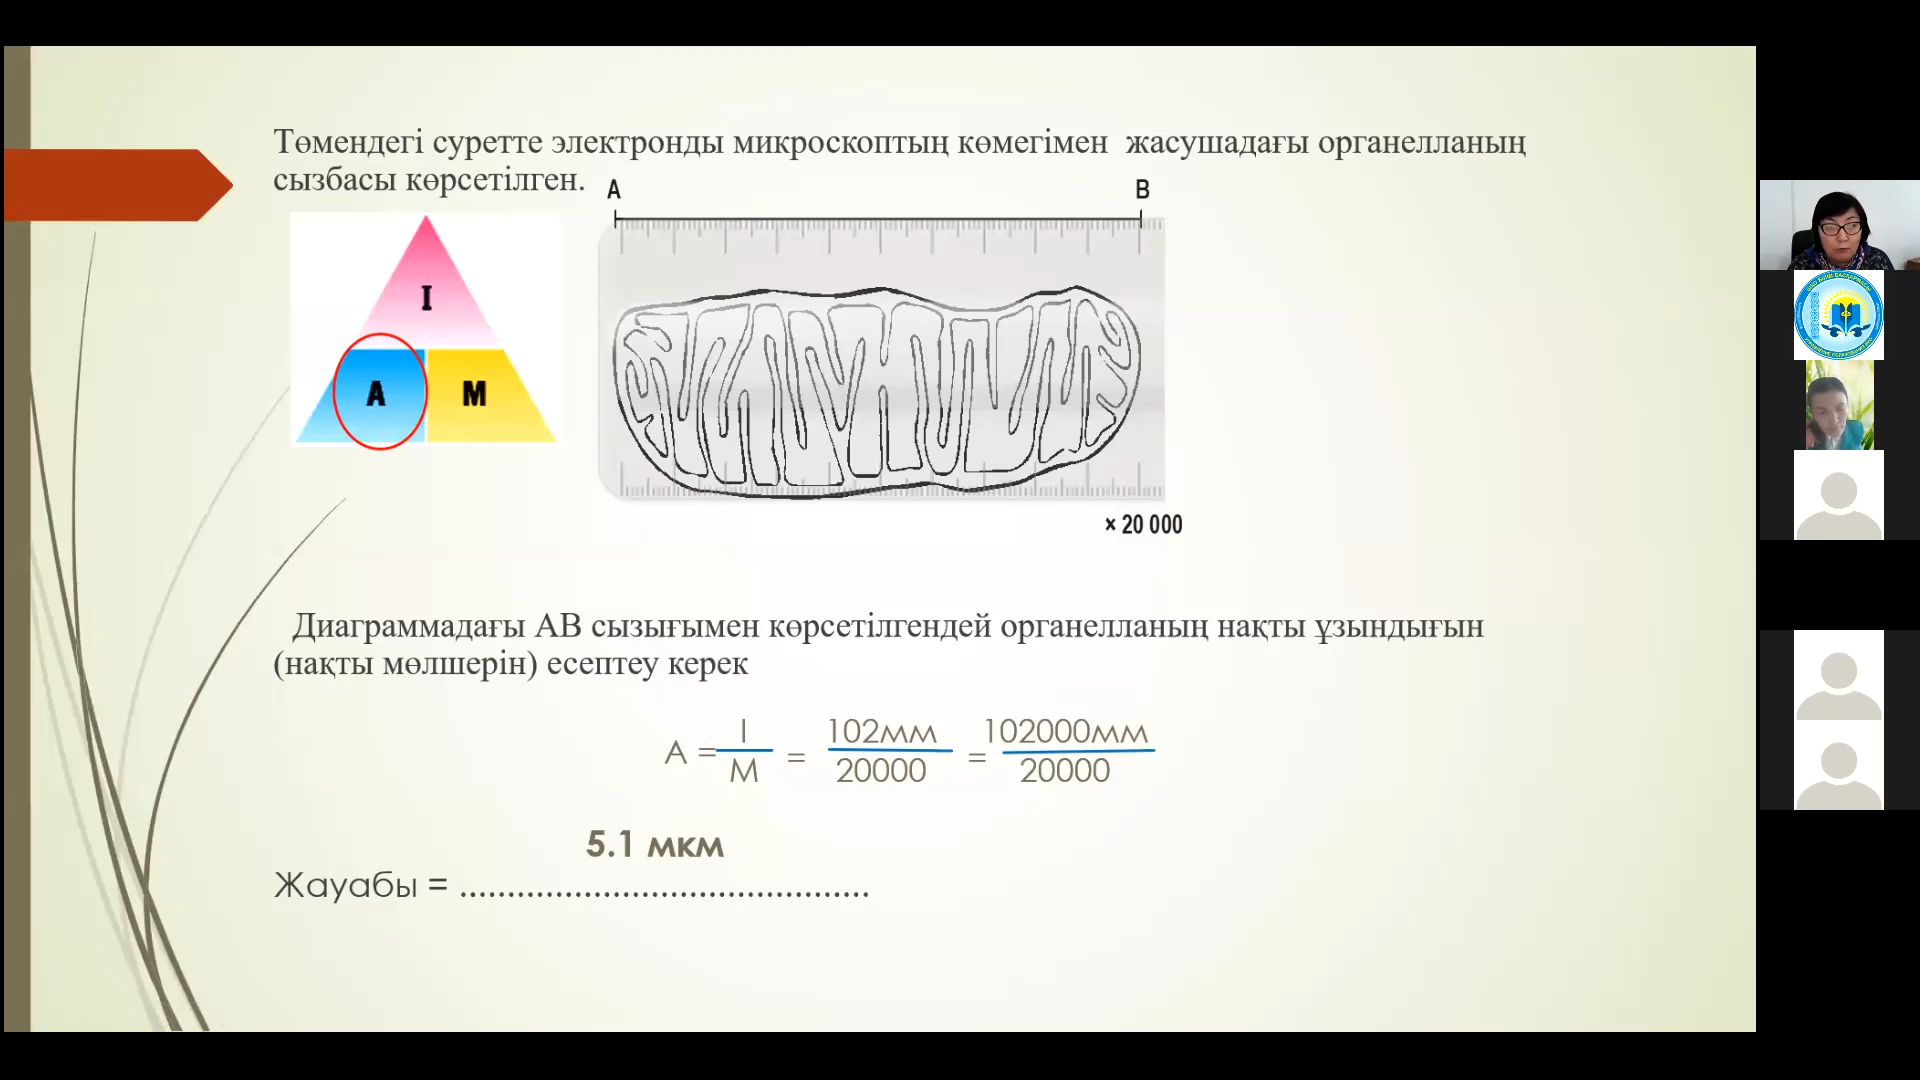 Төмендегі суретте электронды микроскоптың көмегімен жасушадағы органелланың
сызбасы көрсетілген.
A
B
I
A
M
× 20 000
Диаграммадағы АВ сызығымен көрсетілгендей органелланың нақты ұзындығын
(нақты мөлшерін) есептеу керек
A = I / M = 102мм / 20000 = 102000мм / 20000
5.1 мкм
Жауабы = ...........................................